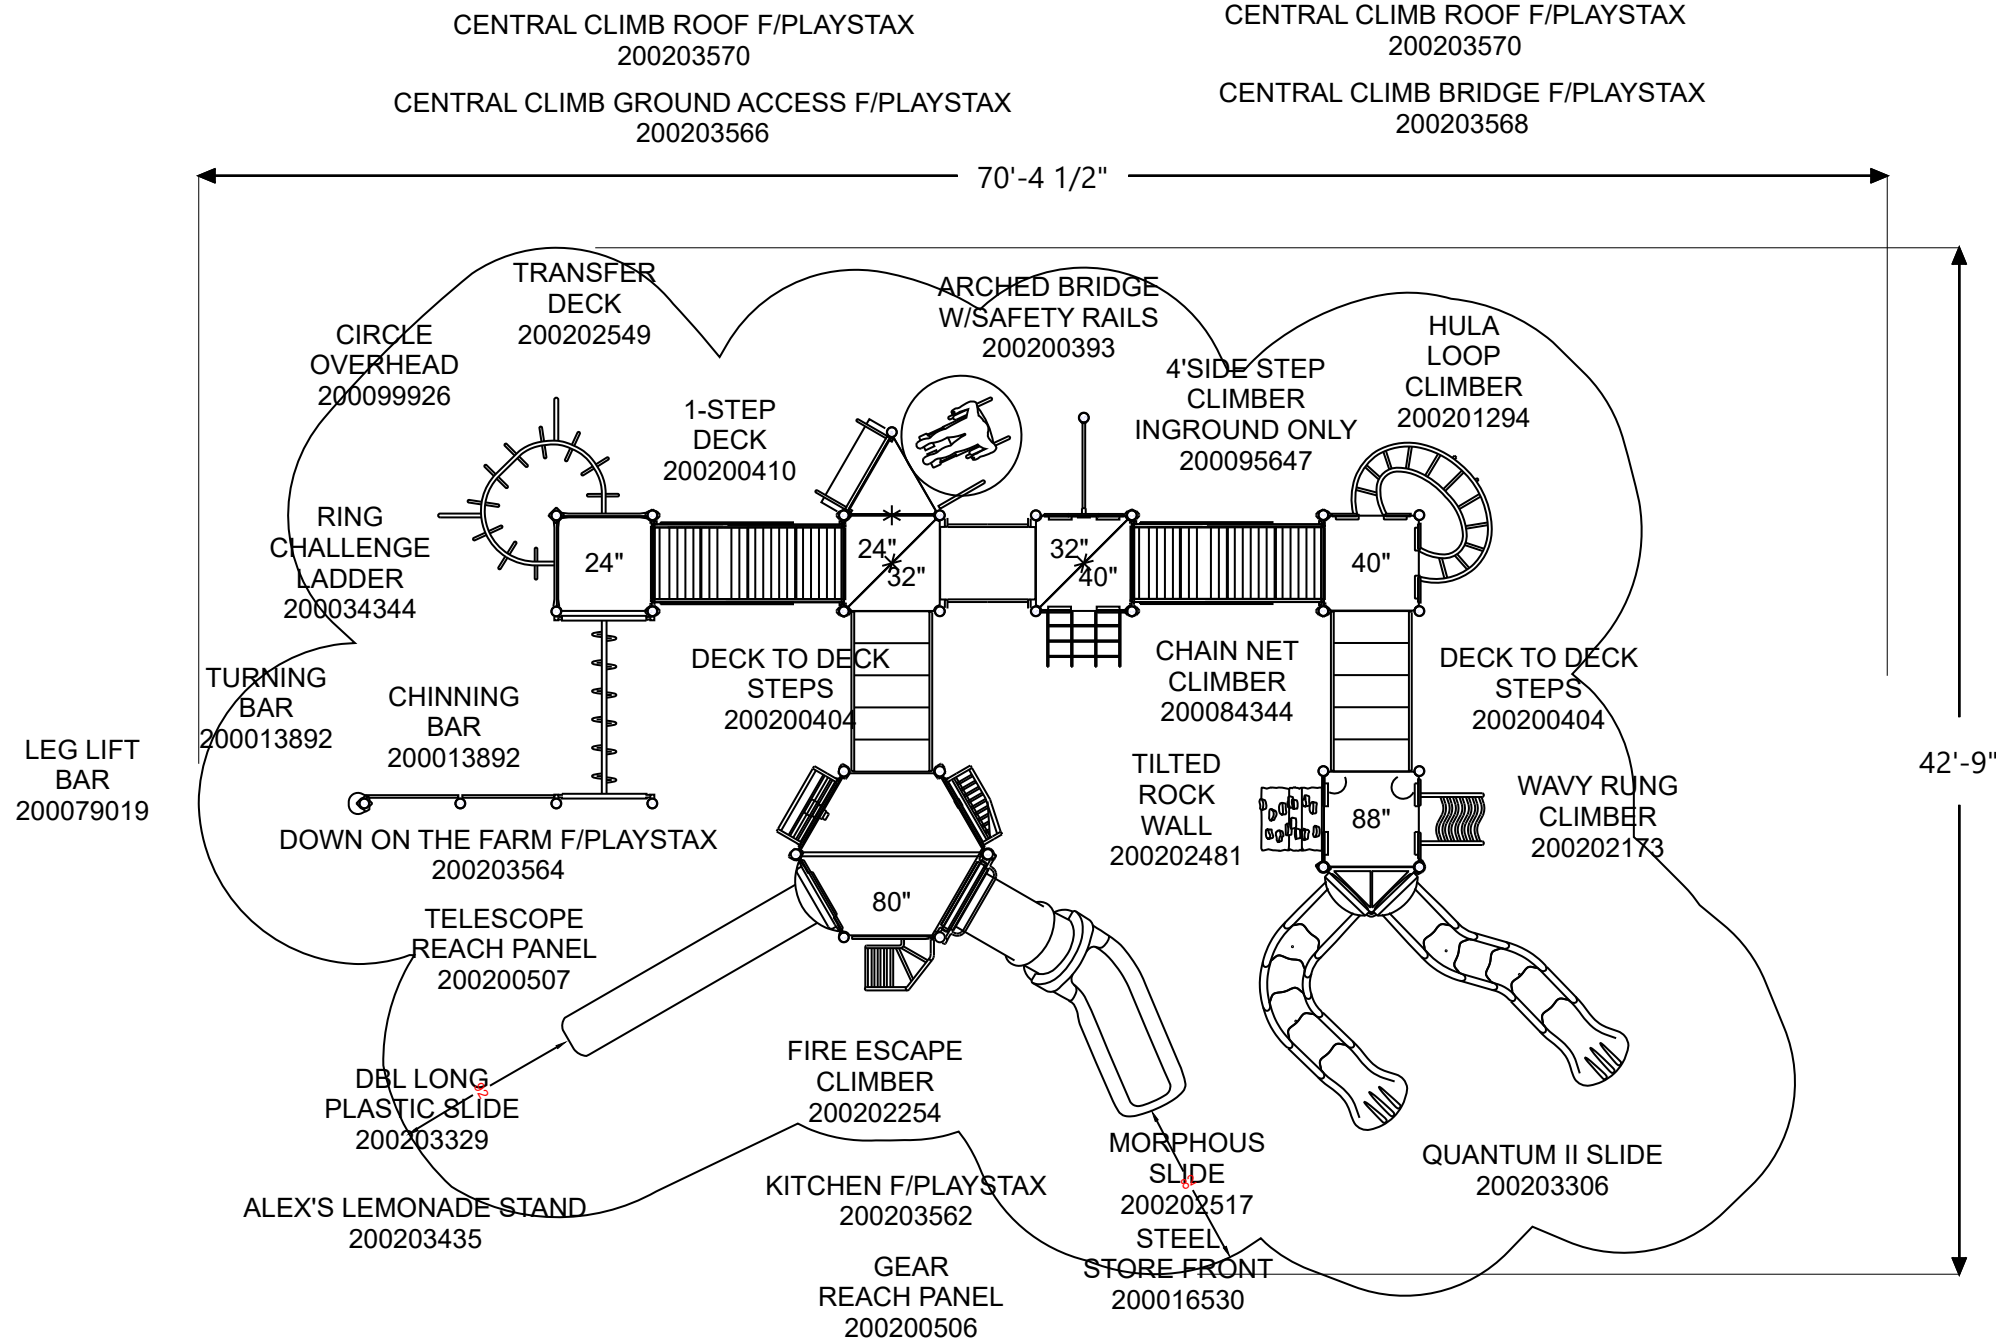 CENTRAL CLIMB ROOF F/PLAYSTAX
200203570
CENTRAL CLIMB GROUND ACCESS F/PLAYSTAX
200203566
CENTRAL CLIMB ROOF F/PLAYSTAX
200203570
CENTRAL CLIMB BRIDGE F/PLAYSTAX
200203568
70'-4 1/2"
TRANSFER
DECK
200202549
ARCHED BRIDGE
W/SAFETY RAILS
200200393
CIRCLE
OVERHEAD
200099926
HULA
LOOP
CLIMBER
200201294
4'SIDE STEP
CLIMBER
INGROUND ONLY
200095647
1-STEP
DECK
200200410
RING
CHALLENGE
LADDER
200034344
24"
24"
32"
32"
40"
40"
TURNING
BAR
200013892
CHINNING
BAR
200013892
DECK TO DECK
STEPS
200200404
CHAIN NET
CLIMBER
200084344
DECK TO DECK
STEPS
200200404
LEG LIFT
BAR
200079019
42'-9"
TILTED
ROCK
WALL
200202481
88"
WAVY RUNG
CLIMBER
200202173
DOWN ON THE FARM F/PLAYSTAX
200203564
80"
TELESCOPE
REACH PANEL
200200507
DBL LONG
PLASTIC SLIDE
200203329
FIRE ESCAPE
CLIMBER
200202254
MORPHOUS
SLIDE
200202517
QUANTUM II SLIDE
200203306
ALEX'S LEMONADE STAND
200203435
KITCHEN F/PLAYSTAX
200203562
STEEL
STORE FRONT
200016530
GEAR
REACH PANEL
200200506